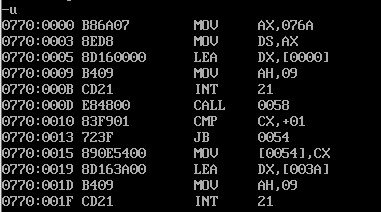 -u
0770:0000 B86A07 MOV AX,076A
0770:0003 8ED8 MOV DS,AX
0770:0005 8D160000 LEA DX,[0000]
0770:0009 B409 MOV AH,09
0770:000B CD21 INT 21
0770:000D E84800 CALL 0058
0770:0010 83F901 CMP CX,+01
0770:0013 723F JB 0054
0770:0015 890E5400 MOV [0054],CX
0770:0019 8D163A00 LEA DX,[003A]
0770:001D B409 MOV AH,09
0770:001F CD21 INT 21